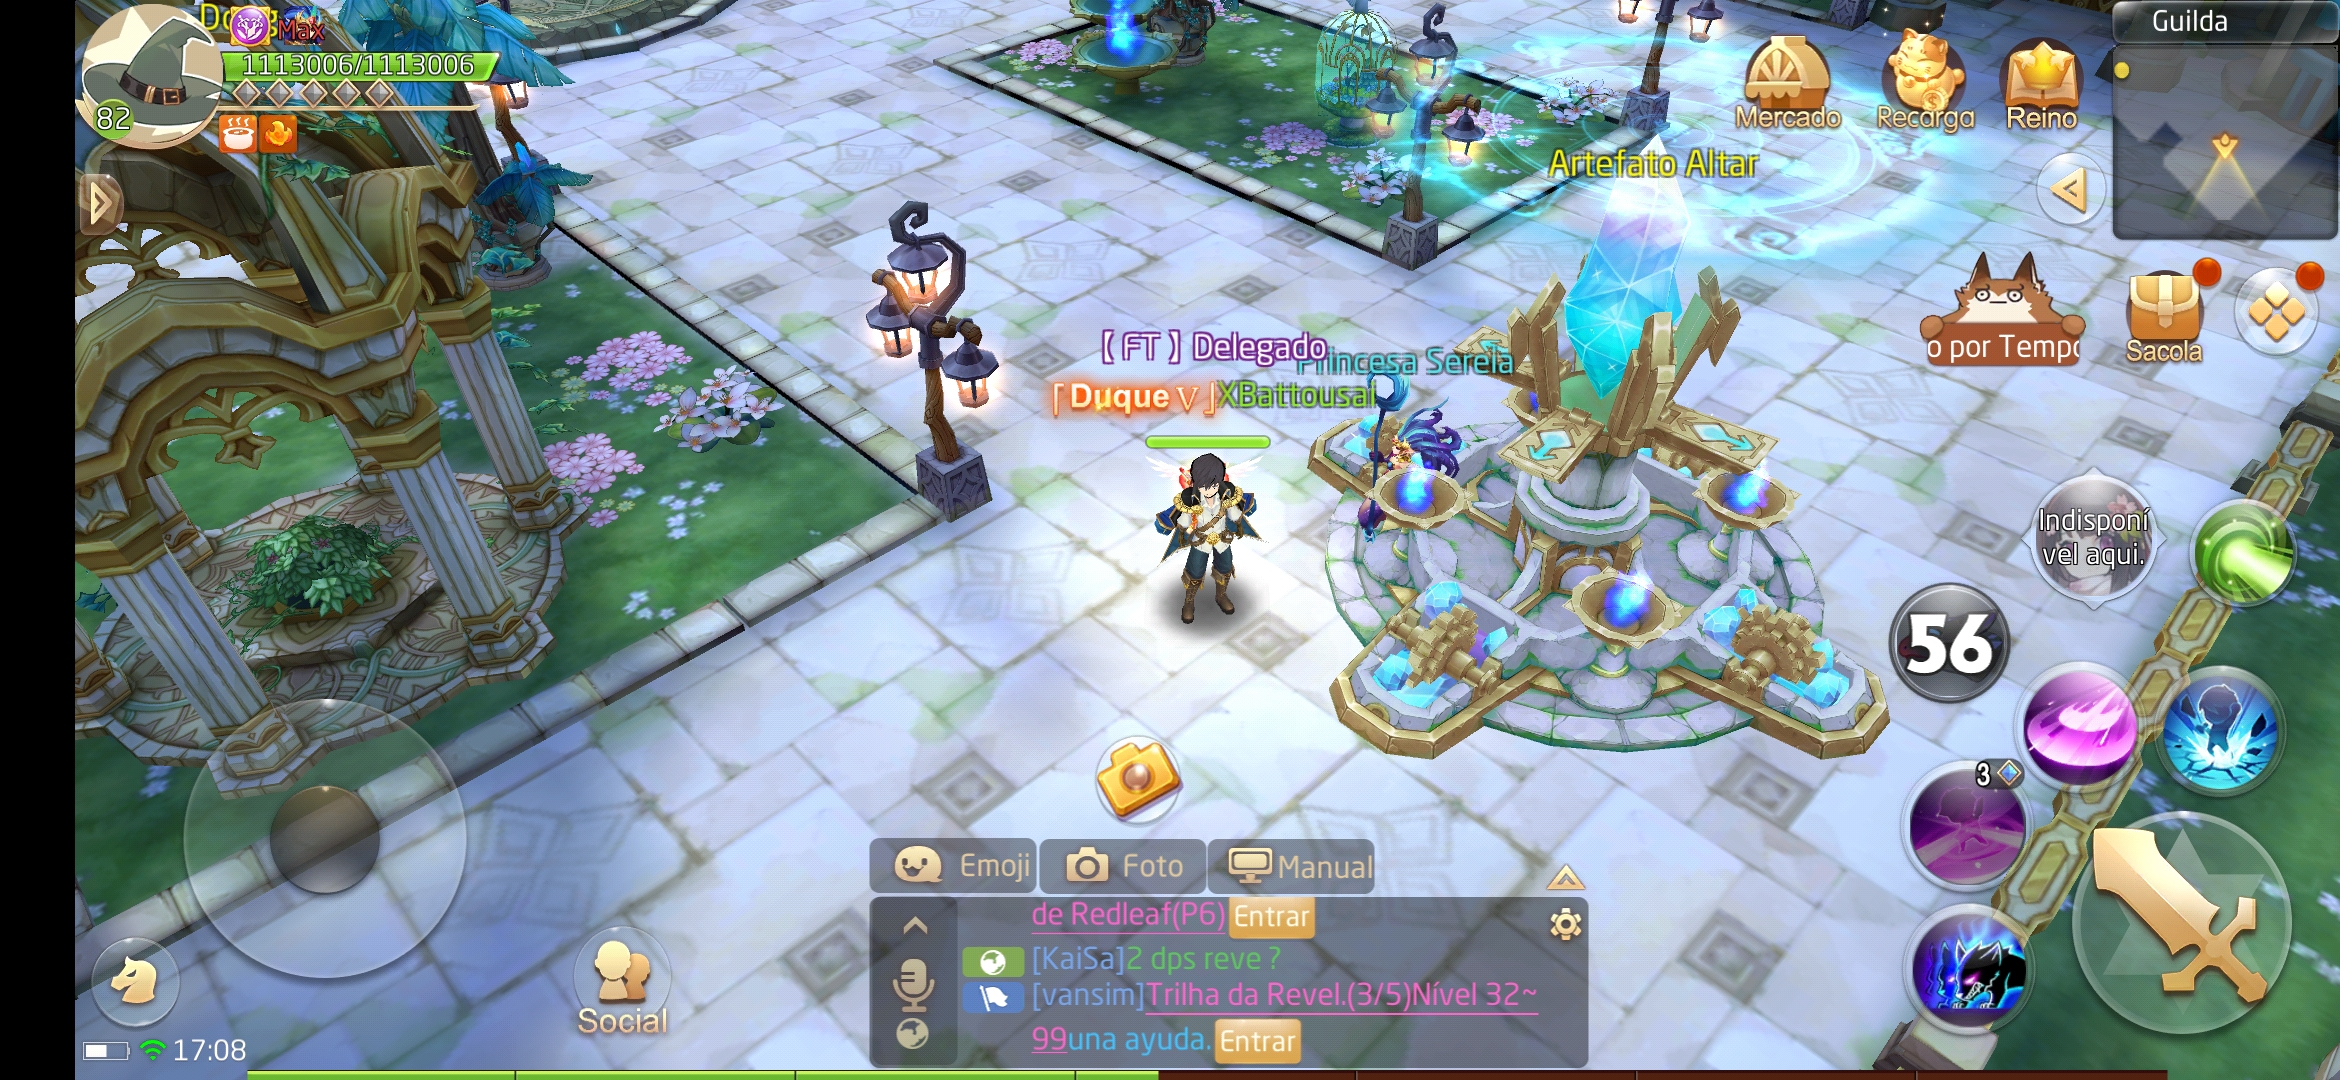 Max
1113006/1113006
82
Guilda
Mercado
Recarga
Reino
Artefato Altar
o por Tempo
Sacola
【FT】Delegado
Princesa Sereia
「Duque V」XBattousai
Indisponí
vel aqui.
56
3
Emoji
Foto
Manual
de Redleaf(P6) Entrar
[KaiSa]2 dps reve ?
[vansim]Trilha da Revel.(3/5)Nível 32~
99una ayuda. Entrar
Social
17:08